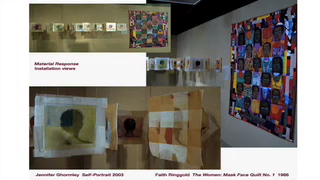 Material Response
Installation views
Jennifer Ghormley Self-Portrait 2003
Faith Ringgold The Women: Mask Face Quilt No. 1 1986